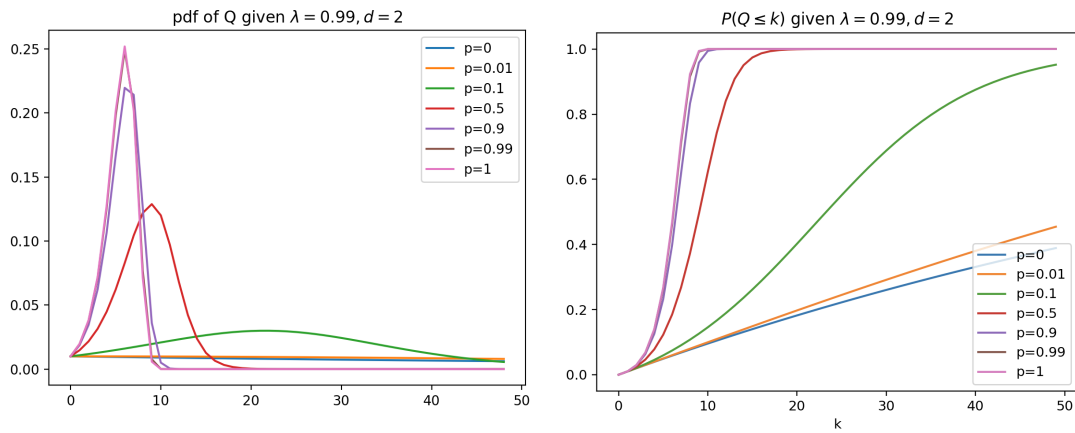 pdf of Q given λ = 0.99, d = 2
0.25
0.20
0.15
0.10
0.05
0.00
0
10
20
30
40
50
p=0
p=0.01
p=0.1
p=0.5
p=0.9
p=0.99
p=1
P(Q ≤ k) given λ = 0.99, d = 2
1.0
0.8
0.6
0.4
0.2
0.0
0
10
20
30
40
50
k
p=0
p=0.01
p=0.1
p=0.5
p=0.9
p=0.99
p=1